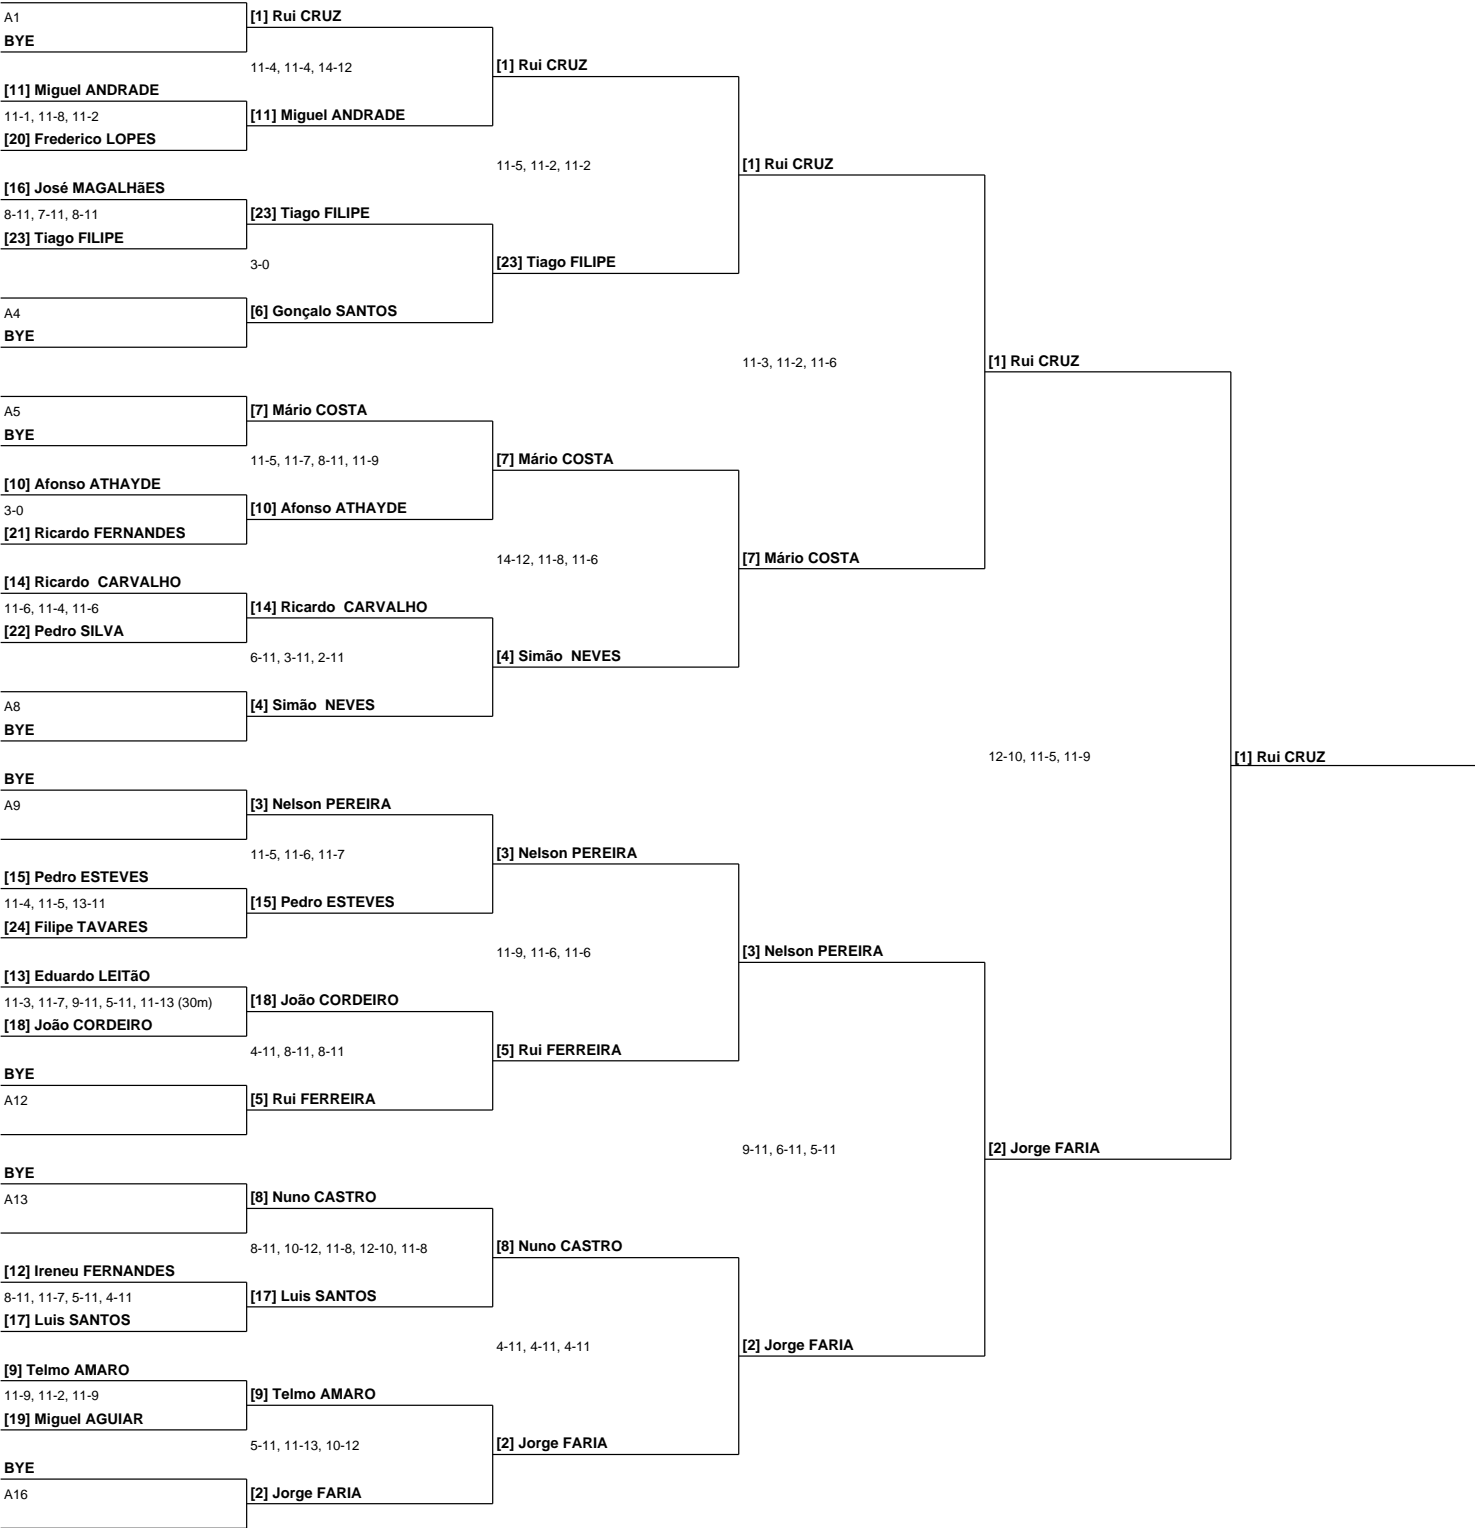 A1
BYE
[1] Rui CRUZ
11-4, 11-4, 14-12
[1] Rui CRUZ
[11] Miguel ANDRADE
11-1, 11-8, 11-2
[11] Miguel ANDRADE
[20] Frederico LOPES
11-5, 11-2, 11-2
[1] Rui CRUZ
[16] José MAGALHãES
8-11, 7-11, 8-11
[23] Tiago FILIPE
[23] Tiago FILIPE
3-0
[23] Tiago FILIPE
A4
[6] Gonçalo SANTOS
BYE
11-3, 11-2, 11-6
[1] Rui CRUZ
A5
[7] Mário COSTA
BYE
11-5, 11-7, 8-11, 11-9
[7] Mário COSTA
[10] Afonso ATHAYDE
3-0
[10] Afonso ATHAYDE
[21] Ricardo FERNANDES
14-12, 11-8, 11-6
[7] Mário COSTA
[14] Ricardo  CARVALHO
11-6, 11-4, 11-6
[14] Ricardo  CARVALHO
[22] Pedro SILVA
6-11, 3-11, 2-11
[4] Simão  NEVES
A8
[4] Simão  NEVES
BYE
12-10, 11-5, 11-9
[1] Rui CRUZ
BYE
A9
[3] Nelson PEREIRA
11-5, 11-6, 11-7
[3] Nelson PEREIRA
[15] Pedro ESTEVES
11-4, 11-5, 13-11
[15] Pedro ESTEVES
[24] Filipe TAVARES
11-9, 11-6, 11-6
[3] Nelson PEREIRA
[13] Eduardo LEITãO
11-3, 11-7, 9-11, 5-11, 11-13 (30m)
[18] João CORDEIRO
[18] João CORDEIRO
4-11, 8-11, 8-11
[5] Rui FERREIRA
BYE
A12
[5] Rui FERREIRA
9-11, 6-11, 5-11
[2] Jorge FARIA
BYE
A13
[8] Nuno CASTRO
8-11, 10-12, 11-8, 12-10, 11-8
[8] Nuno CASTRO
[12] Ireneu FERNANDES
8-11, 11-7, 5-11, 4-11
[17] Luis SANTOS
[17] Luis SANTOS
4-11, 4-11, 4-11
[2] Jorge FARIA
[9] Telmo AMARO
11-9, 11-2, 11-9
[9] Telmo AMARO
[19] Miguel AGUIAR
5-11, 11-13, 10-12
[2] Jorge FARIA
BYE
A16
[2] Jorge FARIA